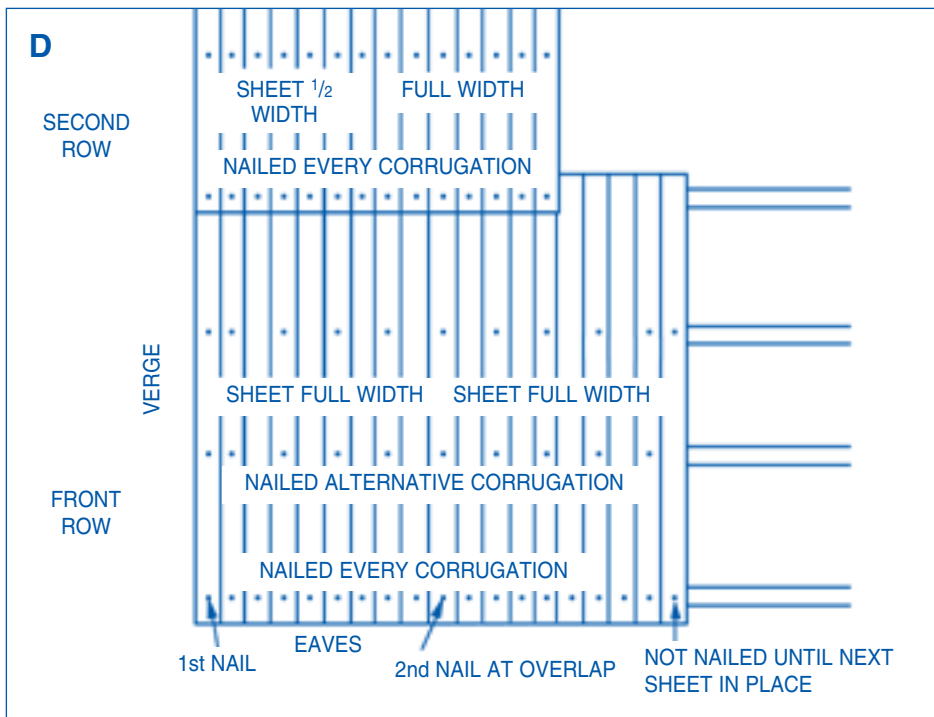 D
SHEET 1/2
WIDTH
FULL WIDTH
SECOND
ROW
NAILED EVERY CORRUGATION
VERGE
SHEET FULL WIDTH
SHEET FULL WIDTH
NAILED ALTERNATIVE CORRUGATION
FRONT
ROW
NAILED EVERY CORRUGATION
EAVES
1st NAIL
2nd NAIL AT OVERLAP
NOT NAILED UNTIL NEXT
SHEET IN PLACE